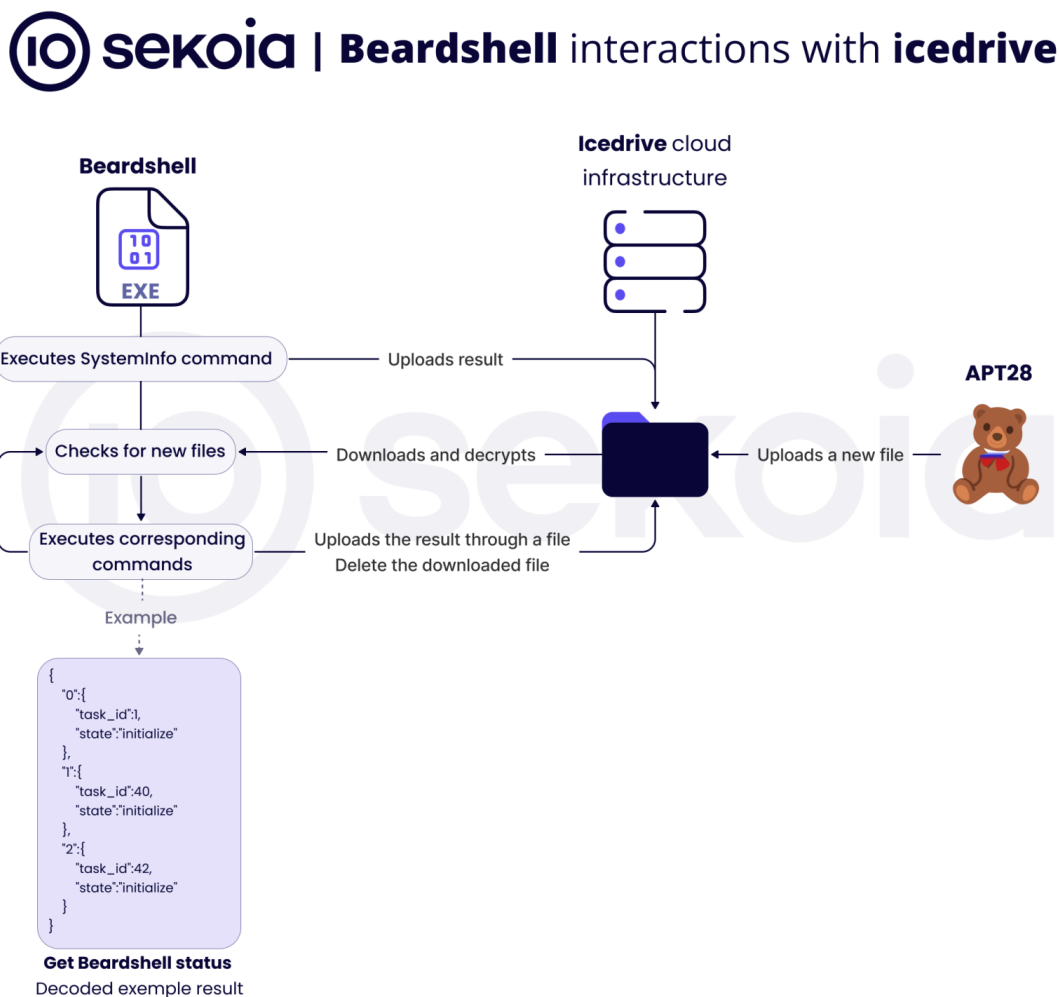 IO sekoia | Beardshell interactions with icedrive
Beardshell
10
01
EXE
Icedrive cloud
infrastructure
Executes SystemInfo command
Uploads result
APT28
Checks for new files
Downloads and decrypts
Uploads a new file
Executes corresponding
commands
Uploads the result through a file
Delete the downloaded file
Example
{
"0":{
"task_id":1,
"state":"initialize"
},
"1":{
"task_id":40,
"state":"initialize"
},
"2":{
"task_id":42,
"state":"initialize"
}
}
Get Beardshell status
Decoded exemple result
IO sekoia